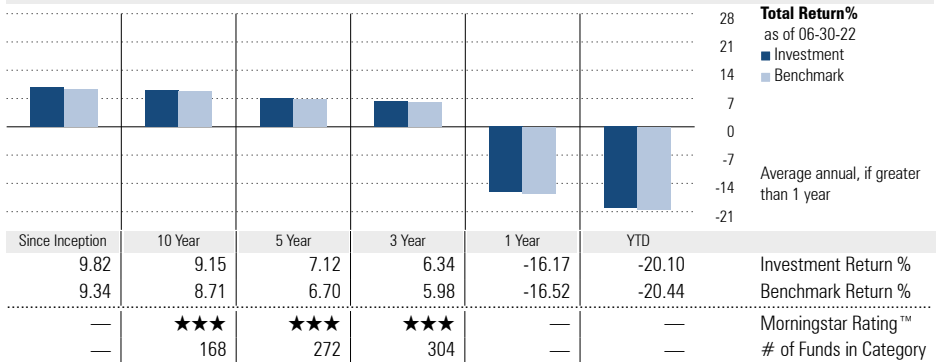 28
21
14
7
0
-7
-14
-21
Total Return%
as of 06-30-22
■ Investment
■ Benchmark
Average annual, if greater
than 1 year
Since Inception 10 Year 5 Year 3 Year 1 Year YTD
9.82 9.15 7.12 6.34 -16.17 -20.10 Investment Return %
9.34 8.71 6.70 5.98 -16.52 -20.44 Benchmark Return %
— ★★★ ★★★ ★★★ — — Morningstar Rating™
— 168 272 304 — — # of Funds in Category